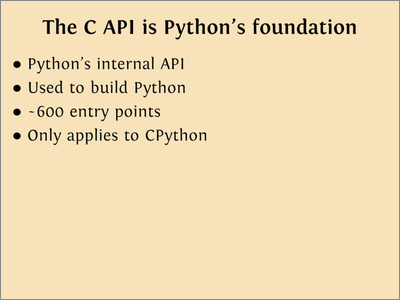 The C API is Python's foundation
• Python's internal API
• Used to build Python
• ~600 entry points
• Only applies to CPython